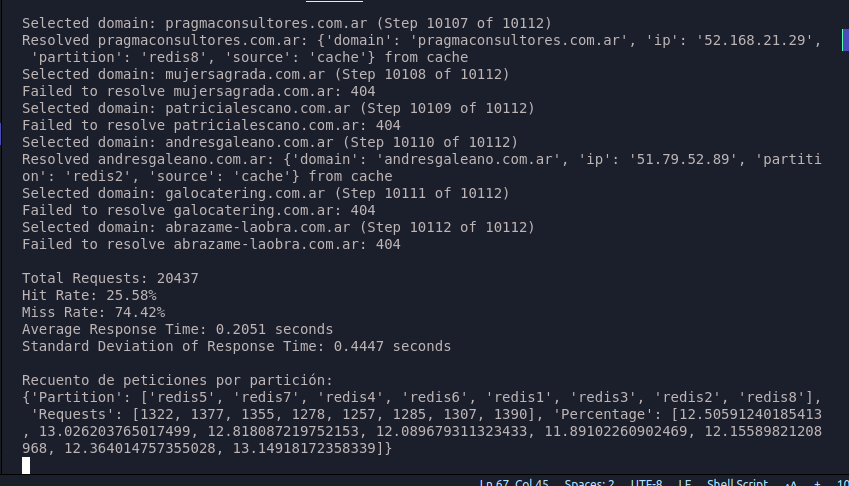 Selected domain: pragmaconsultores.com.ar (Step 10107 of 10112)
Resolved pragmaconsultores.com.ar: {'domain': 'pragmaconsultores.com.ar', 'ip': '52.168.21.29',
 'partition': 'redis8', 'source': 'cache'} from cache
Selected domain: mujersagrada.com.ar (Step 10108 of 10112)
Failed to resolve mujersagrada.com.ar: 404
Selected domain: patricialescano.com.ar (Step 10109 of 10112)
Failed to resolve patricialescano.com.ar: 404
Selected domain: andresgaleano.com.ar (Step 10110 of 10112)
Resolved andresgaleano.com.ar: {'domain': 'andresgaleano.com.ar', 'ip': '51.79.52.89', 'partiti
on': 'redis2', 'source': 'cache'} from cache
Selected domain: galocatering.com.ar (Step 10111 of 10112)
Failed to resolve galocatering.com.ar: 404
Selected domain: abrazame-laobra.com.ar (Step 10112 of 10112)
Failed to resolve abrazame-laobra.com.ar: 404
Total Requests: 20437
Hit Rate: 25.58%
Miss Rate: 74.42%
Average Response Time: 0.2051 seconds
Standard Deviation of Response Time: 0.4447 seconds
Recuento de peticiones por partición:
{'Partition': ['redis5', 'redis7', 'redis4', 'redis6', 'redis1', 'redis3', 'redis2', 'redis8'],
 'Requests': [1322, 1377, 1355, 1278, 1257, 1285, 1307, 1390], 'Percentage': [12.50591240185413
, 13.026203765017499, 12.818087219752153, 12.089679311323433, 11.89102260902469, 12.15589821208
968, 12.364014757355028, 13.14918172358339]}
Ln 67, Col 45 Spaces: 2 UTF-8 LF Shell Script